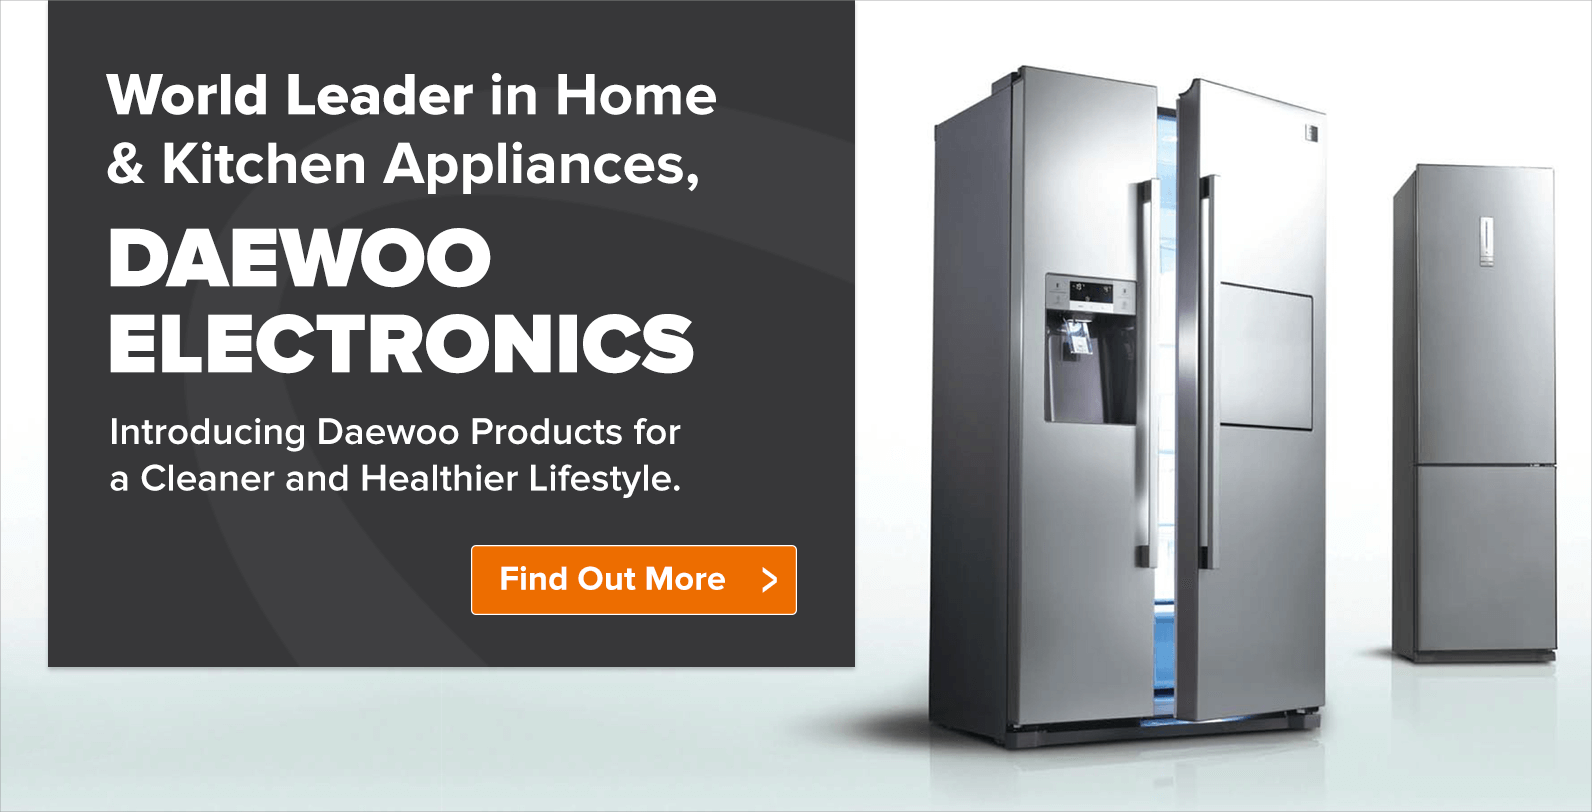 World Leader in Home
& Kitchen Appliances,
DAEWOO
ELECTRONICS
Introducing Daewoo Products for
a Cleaner and Healthier Lifestyle.
Find Out More >